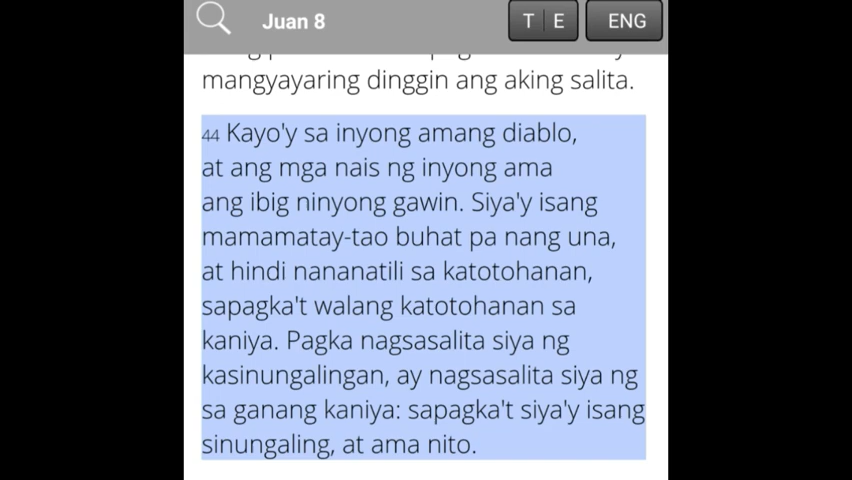 Juan 8
T E
ENG
mangyayaring dinggin ang aking salita.
44 Kayo'y sa inyong amang diablo,
at ang mga nais ng inyong ama
ang ibig ninyong gawin. Siya'y isang
mamamatay-tao buhat pa nang una,
at hindi nananatili sa katotohanan,
sapagka't walang katotohanan sa
kaniya. Pagka nagsasalita siya ng
kasinungalingan, ay nagsasalita siya ng
sa ganang kaniya: sapagka't siya'y isang
sinungaling, at ama nito.